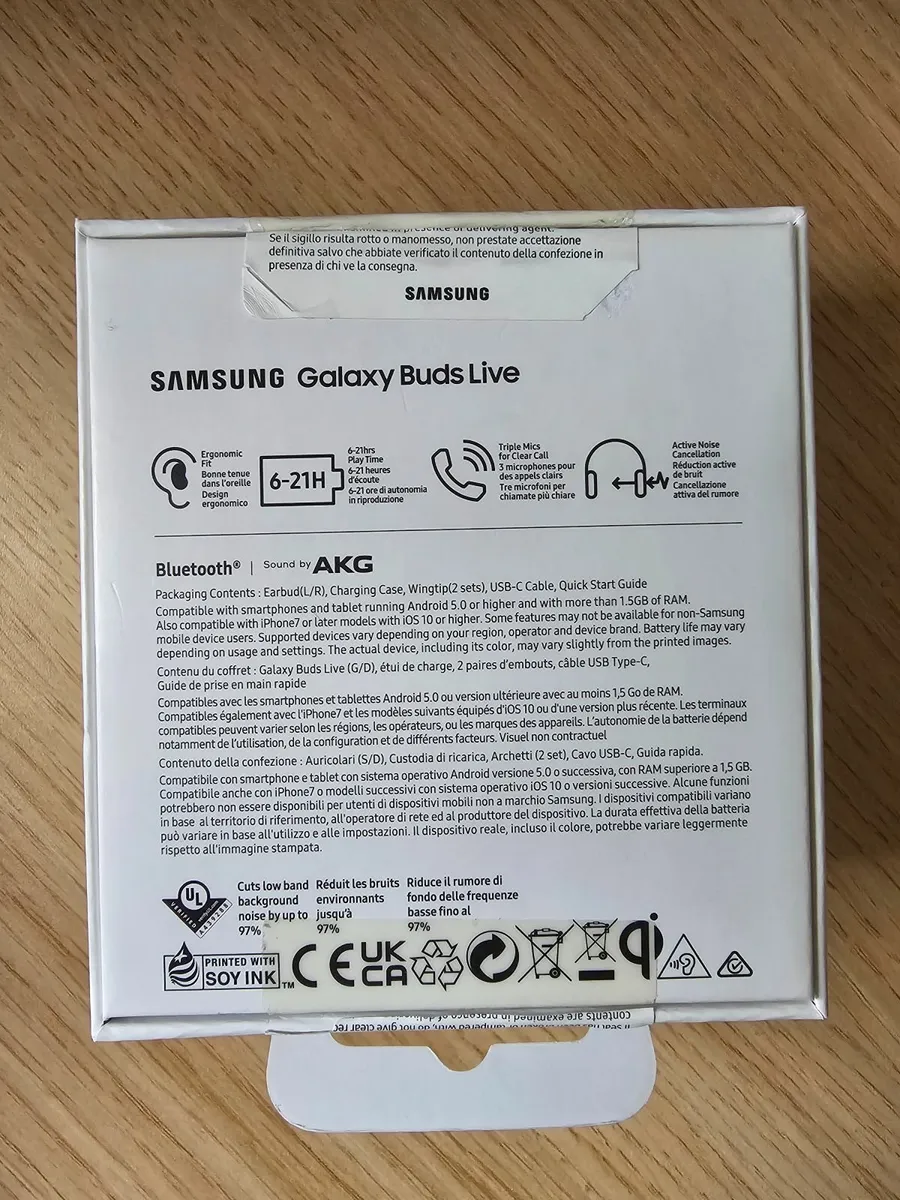 presence of delivering agent.
Se il sigillo risulta rotto o manomesso, non prestate accettazione
definitiva salvo che abbiate verificato il contenuto della confezione in
presenza di chi ve la consegna.
SAMSUNG
SAMSUNG Galaxy Buds Live
Ergonomic
Fit
Bonne tenue
dans l'oreille
Design
ergonomico
6-21H
6-21hrs
Play Time
6-21 heures
d'écoute
6-21 ore di autonomia
in riproduzione
Triple Mics
for Clear Call
3 microphones pour
des appels clairs
Tre microfoni per
chiamate più chiare
Active Noise
Cancellation
Réduction active
de bruit
Cancellazione
attiva del rumore
Bluetooth® | Sound by AKG
Packaging Contents : Earbud(L/R), Charging Case, Wingtip(2 sets), USB-C Cable, Quick Start Guide
Compatible with smartphones and tablet running Android 5.0 or higher and with more than 1.5GB of RAM.
Also compatible with iPhone7 or later models with iOS 10 or higher. Some features may not be available for non-Samsung
mobile device users. Supported devices vary depending on your region, operator and device brand. Battery life may vary
depending on usage and settings. The actual device, including its color, may vary slightly from the printed images.
Contenu du coffret : Galaxy Buds Live (G/D), étui de charge, 2 paires d'embouts, câble USB Type-C,
Guide de prise en main rapide
Compatibles avec les smartphones et tablettes Android 5.0 ou version ultérieure avec au moins 1,5 Go de RAM.
Compatibles également avec l'iPhone7 et les modèles suivants équipés d'iOS 10 ou d'une version plus récente. Les terminaux
compatibles peuvent varier selon les régions, les opérateurs, ou les marques des appareils. L'autonomie de la batterie dépend
notamment de l'utilisation, de la configuration et de différents facteurs. Visuel non contractuel
Contenuto della confezione : Auricolari (S/D), Custodia di ricarica, Archetti (2 set), Cavo USB-C, Guida rapida.
Compatibile con smartphone e tablet con sistema operativo Android versione 5.0 o successiva, con RAM superiore a 1,5 GB.
Compatibile anche con iPhone7 o modelli successivi con sistema operativo iOS 10 o versioni successive. Alcune funzioni
potrebbero non essere disponibili per utenti di dispositivi mobili non a marchio Samsung. I dispositivi compatibili variano
in base al territorio di riferimento, all'operatore di rete ed al produttore del dispositivo. La durata effettiva della batteria
può variare in base all'utilizzo e alle impostazioni. Il dispositivo reale, incluso il colore, potrebbe variare leggermente
rispetto all'immagine stampata.
UL
VERIFIED
Cuts low band
background
noise by up to
97%
Réduit les bruits
environnants
jusqu'à
97%
Riduce il rumore di
fondo delle frequenze
basse fino al
97%
PRINTED WITH
SOY INK™
CE UK
CA
qi
contents are examined in presence of